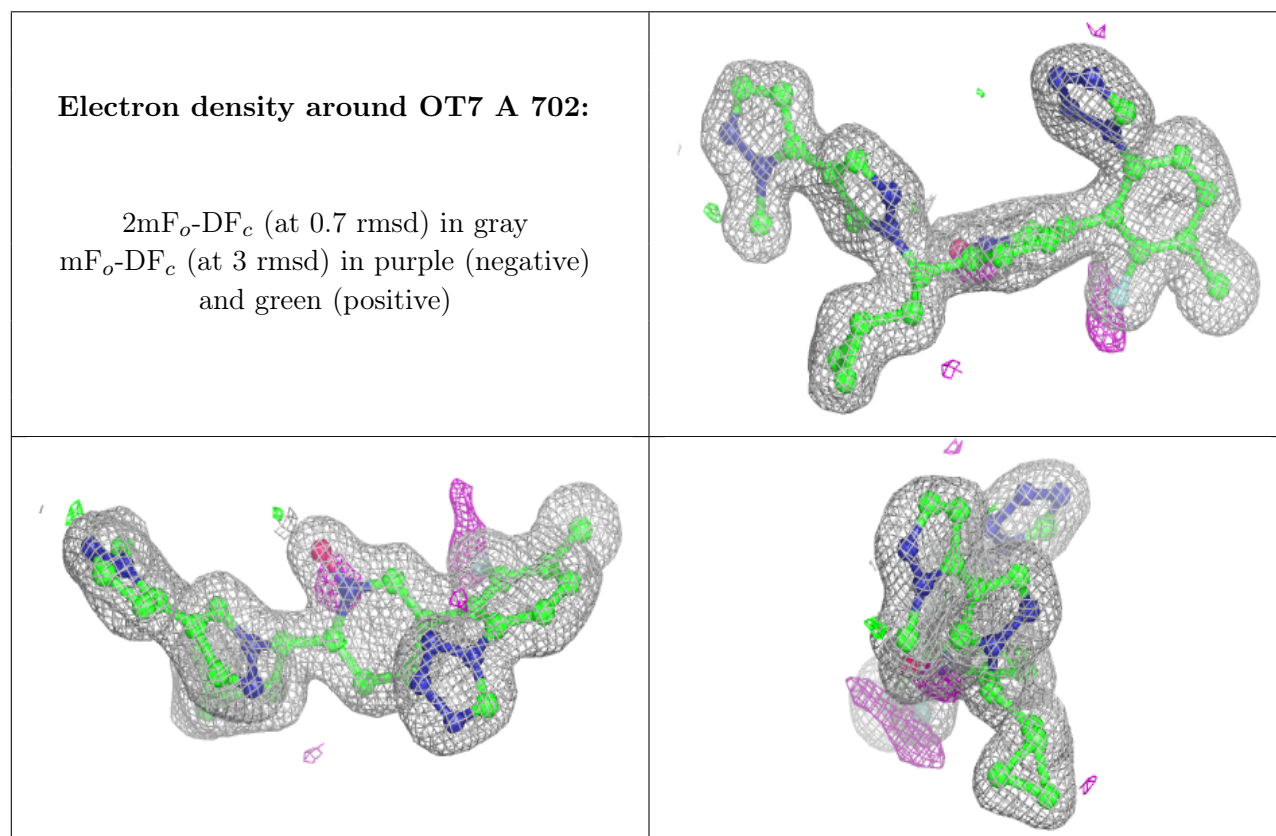 Electron density around OT7 A 702:
2mFo-DFc (at 0.7 rmsd) in gray
mFo-DFc (at 3 rmsd) in purple (negative)
and green (positive)